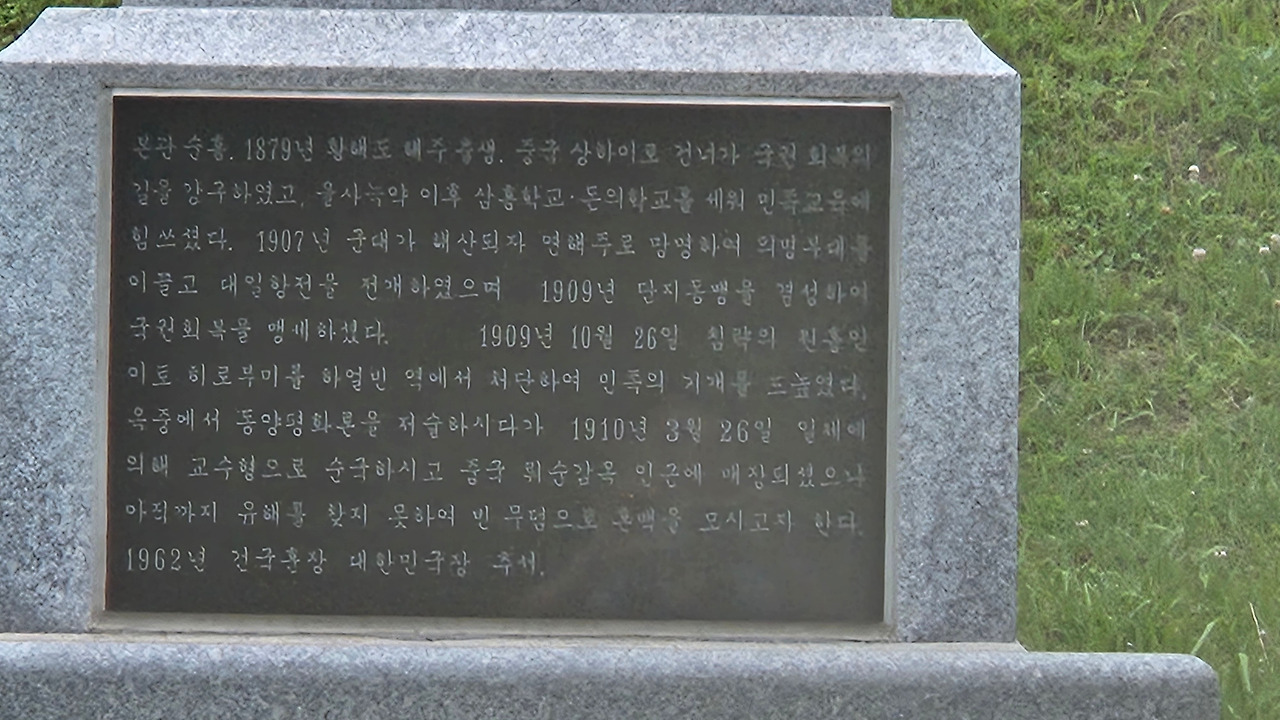 본관 순흥. 1879년 황해도 해주 출생. 중국 상하이로 건너가 국권 회복의
길을 강구하였고, 을사늑약 이후 삼흥학교·돈의학교를 세워 민족교육에
힘쓰셨다. 1907년 군대가 해산되자 연해주로 망명하여 의병부대를
이끌고 대일항전을 전개하였으며 1909년 단지동맹을 결성하여
국권회복을 맹세하셨다. 1909년 10월 26일 침략의 원흉인
이토 히로부미를 하얼빈 역에서 처단하여 민족의 기개를 드높였다.
옥중에서 동양평화론을 저술하시다가 1910년 3월 26일 일제에
의해 교수형으로 순국하시고 중국 뤼순감옥 인근에 매장되셨으나
아직까지 유해를 찾지 못하여 빈 무덤으로 혼백을 모시고자 한다.
1962년 건국훈장 대한민국장 추서.